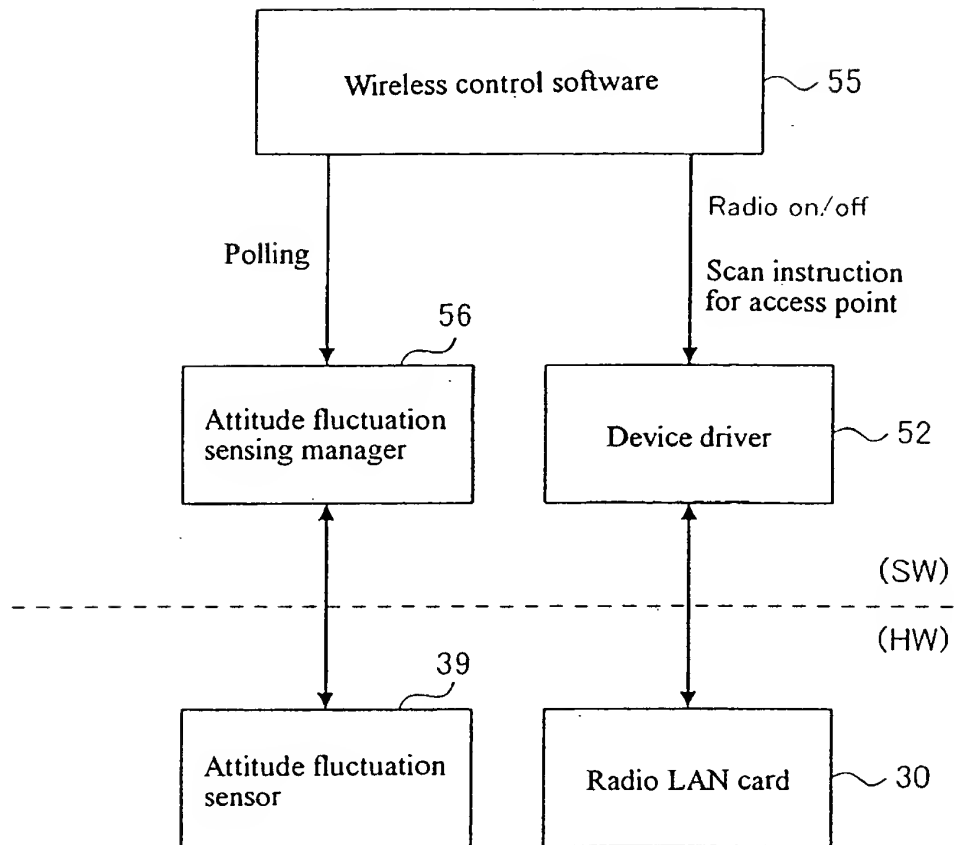 Wireless control software
55
Radio on/off
Polling
Scan instruction
for access point
56
Attitude fluctuation
sensing manager
Device driver
52
(SW)
(HW)
39
Attitude fluctuation
sensor
Radio LAN card
30